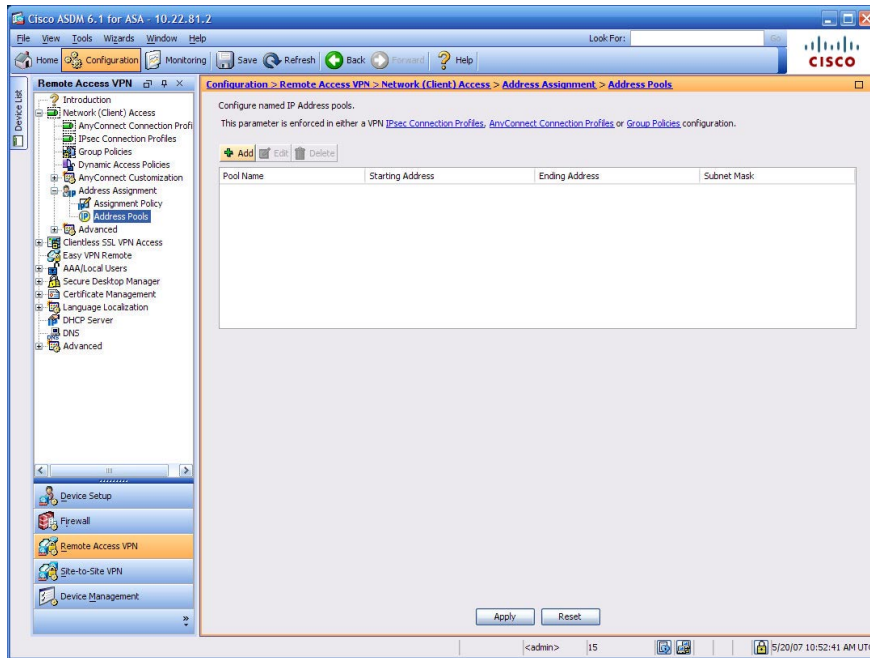 Cisco ASDM 6.1 for ASA - 10.22.81.2
File View Tools Wizards Window Help
Look For:
Go
Home Configuration Monitoring Save Refresh Back Forward Help
CISCO
Device List
Remote Access VPN
Introduction
Network (Client) Access
AnyConnect Connection Profi
IPsec Connection Profiles
Group Policies
Dynamic Access Policies
AnyConnect Customization
Address Assignment
Assignment Policy
Address Pools
Advanced
Clientless SSL VPN Access
Easy VPN Remote
AAA/Local Users
Secure Desktop Manager
Certificate Management
Language Localization
DHCP Server
DNS
Advanced
Device Setup
Firewall
Remote Access VPN
Site-to-Site VPN
Device Management
Configuration > Remote Access VPN > Network (Client) Access > Address Assignment > Address Pools
Configure named IP Address pools.
This parameter is enforced in either a VPN IPsec Connection Profiles, AnyConnect Connection Profiles or Group Policies configuration.
Add Edit Delete
Pool Name Starting Address Ending Address Subnet Mask
Apply Reset
<admin> 15 5/20/07 10:52:41 AM UT